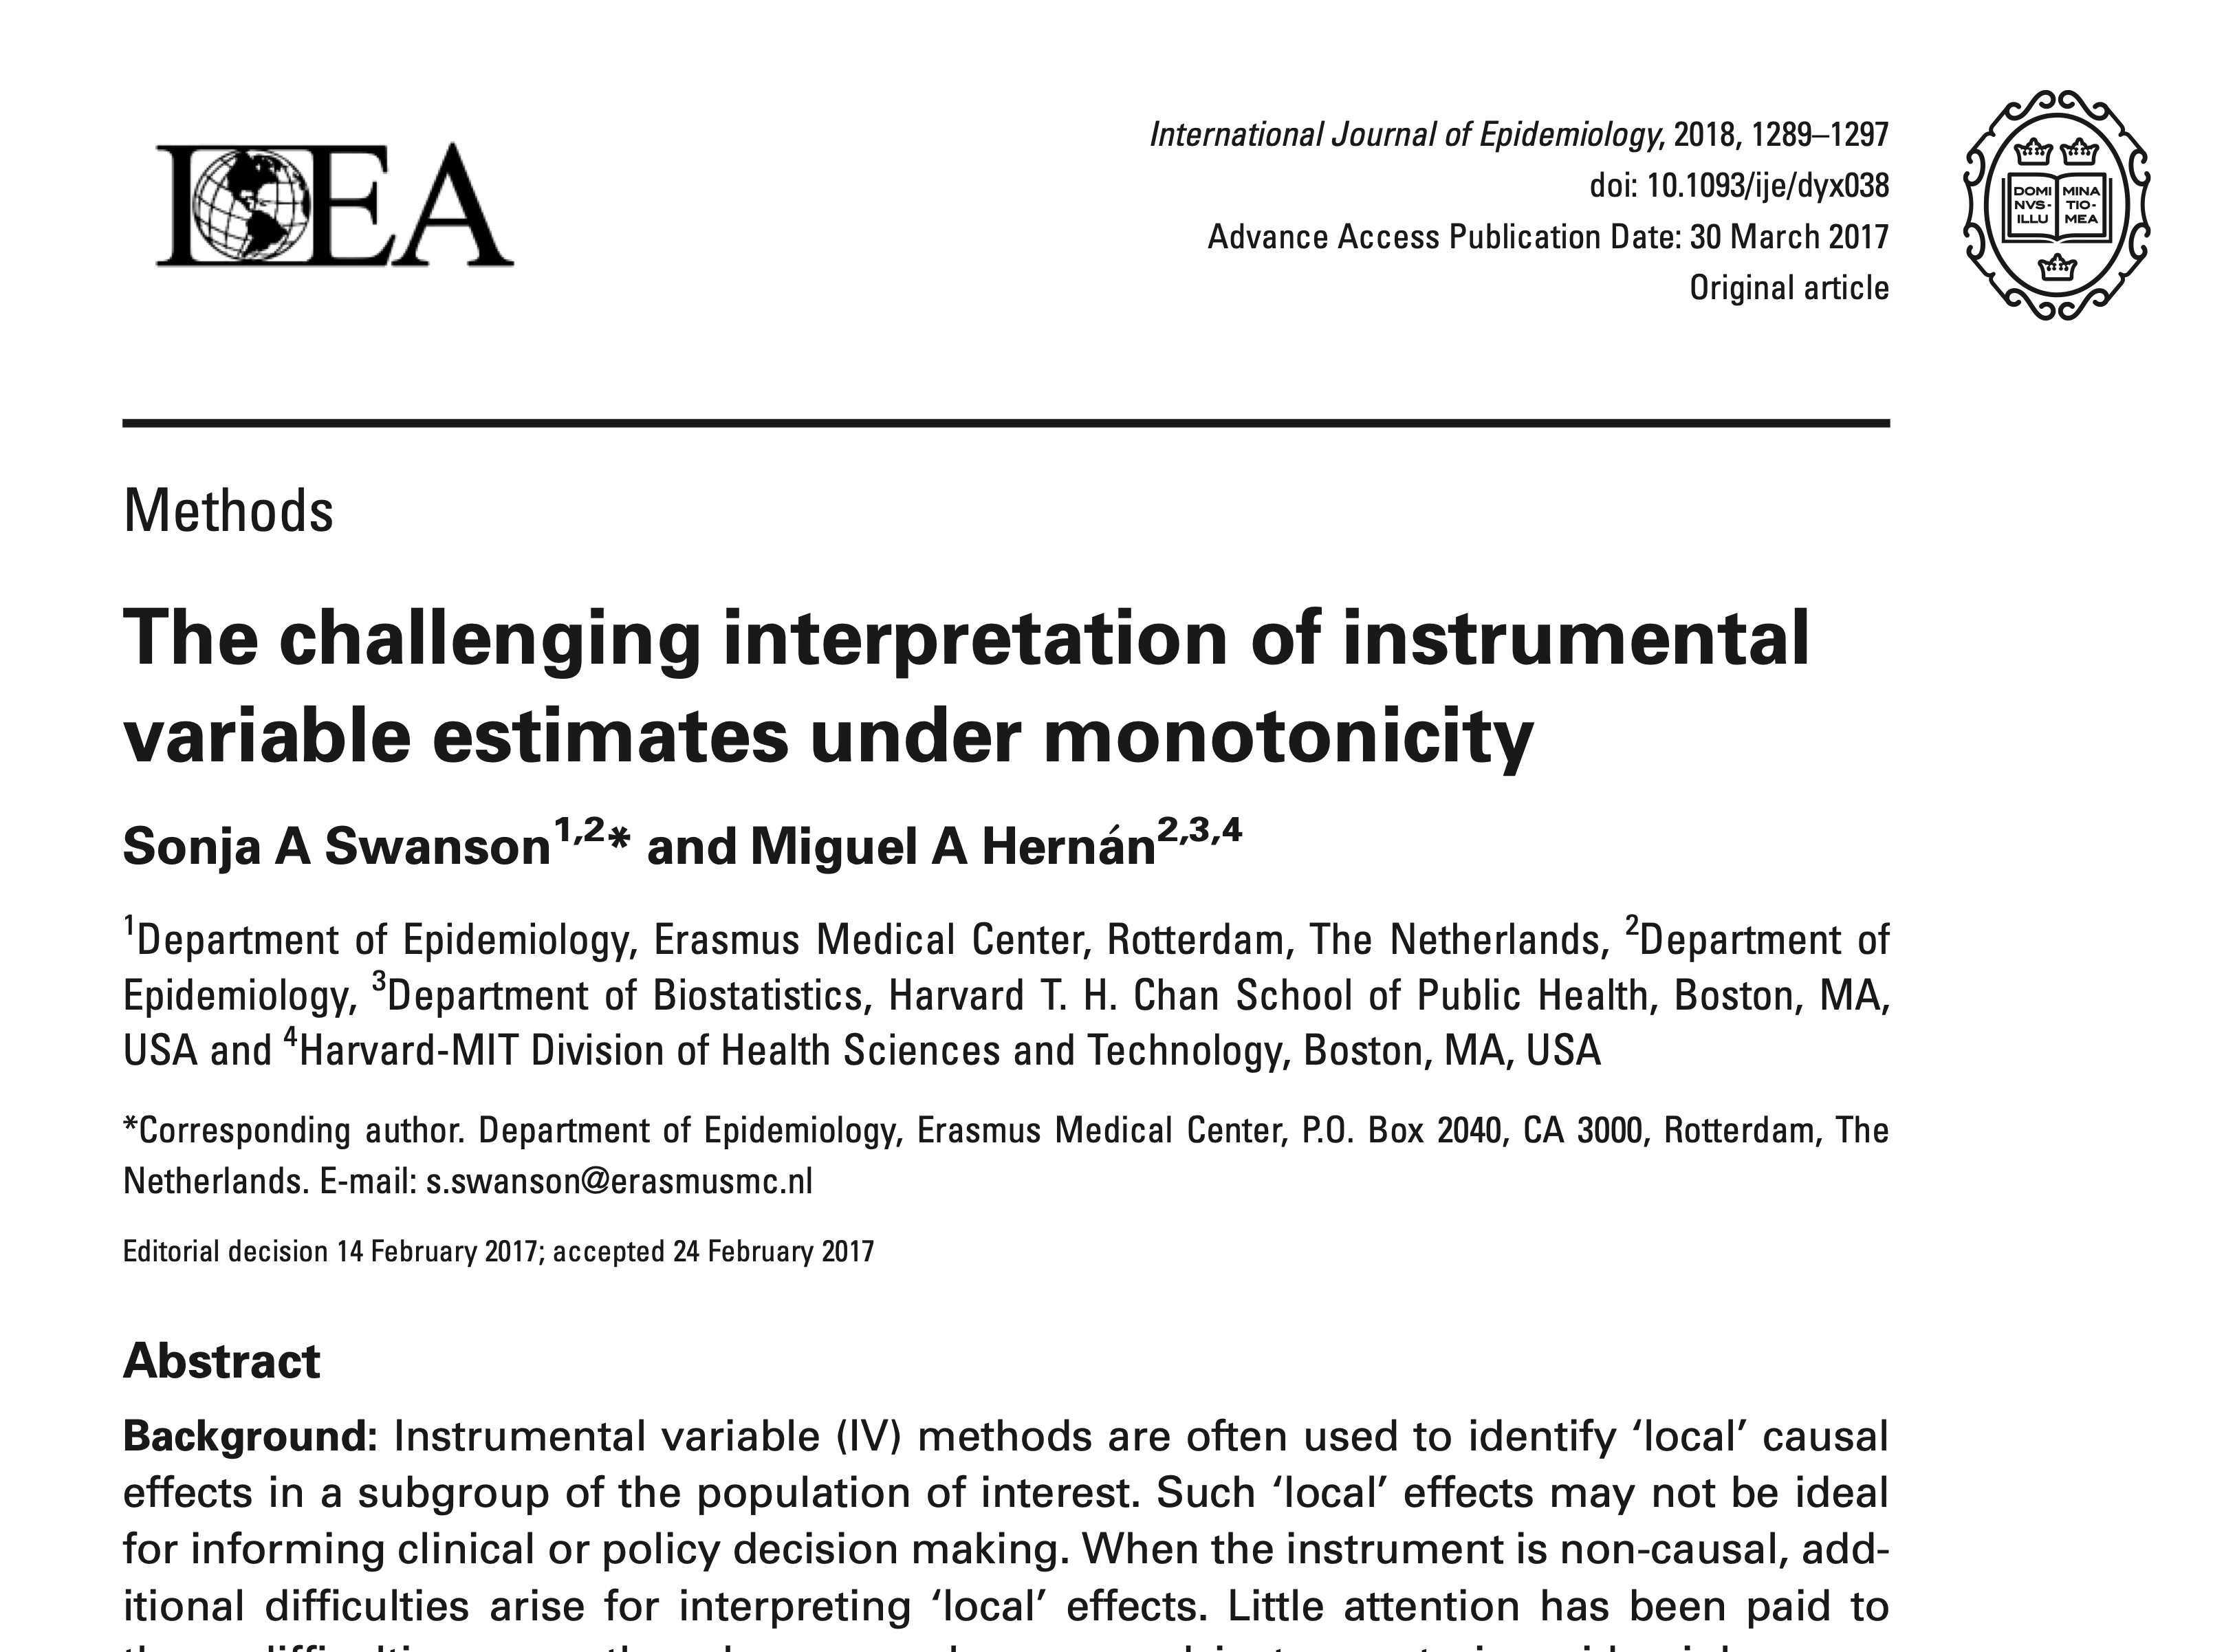 IEA
International Journal of Epidemiology, 2018, 1289–1297
doi: 10.1093/ije/dyx038
Advance Access Publication Date: 30 March 2017
Original article
DOMI MINA
NVS- TIO-
ILLU MEA
Methods
The challenging interpretation of instrumental
variable estimates under monotonicity
Sonja A Swanson1,2* and Miguel A Hernán2,3,4
1Department of Epidemiology, Erasmus Medical Center, Rotterdam, The Netherlands, 2Department of
Epidemiology, 3Department of Biostatistics, Harvard T. H. Chan School of Public Health, Boston, MA,
USA and 4Harvard-MIT Division of Health Sciences and Technology, Boston, MA, USA
*Corresponding author. Department of Epidemiology, Erasmus Medical Center, P.O. Box 2040, CA 3000, Rotterdam, The
Netherlands. E-mail: s.swanson@erasmusmc.nl
Editorial decision 14 February 2017; accepted 24 February 2017
Abstract
Background: Instrumental variable (IV) methods are often used to identify ‘local’ causal
effects in a subgroup of the population of interest. Such ‘local’ effects may not be ideal
for informing clinical or policy decision making. When the instrument is non-causal, add-
itional difficulties arise for interpreting ‘local’ effects. Little attention has been paid to